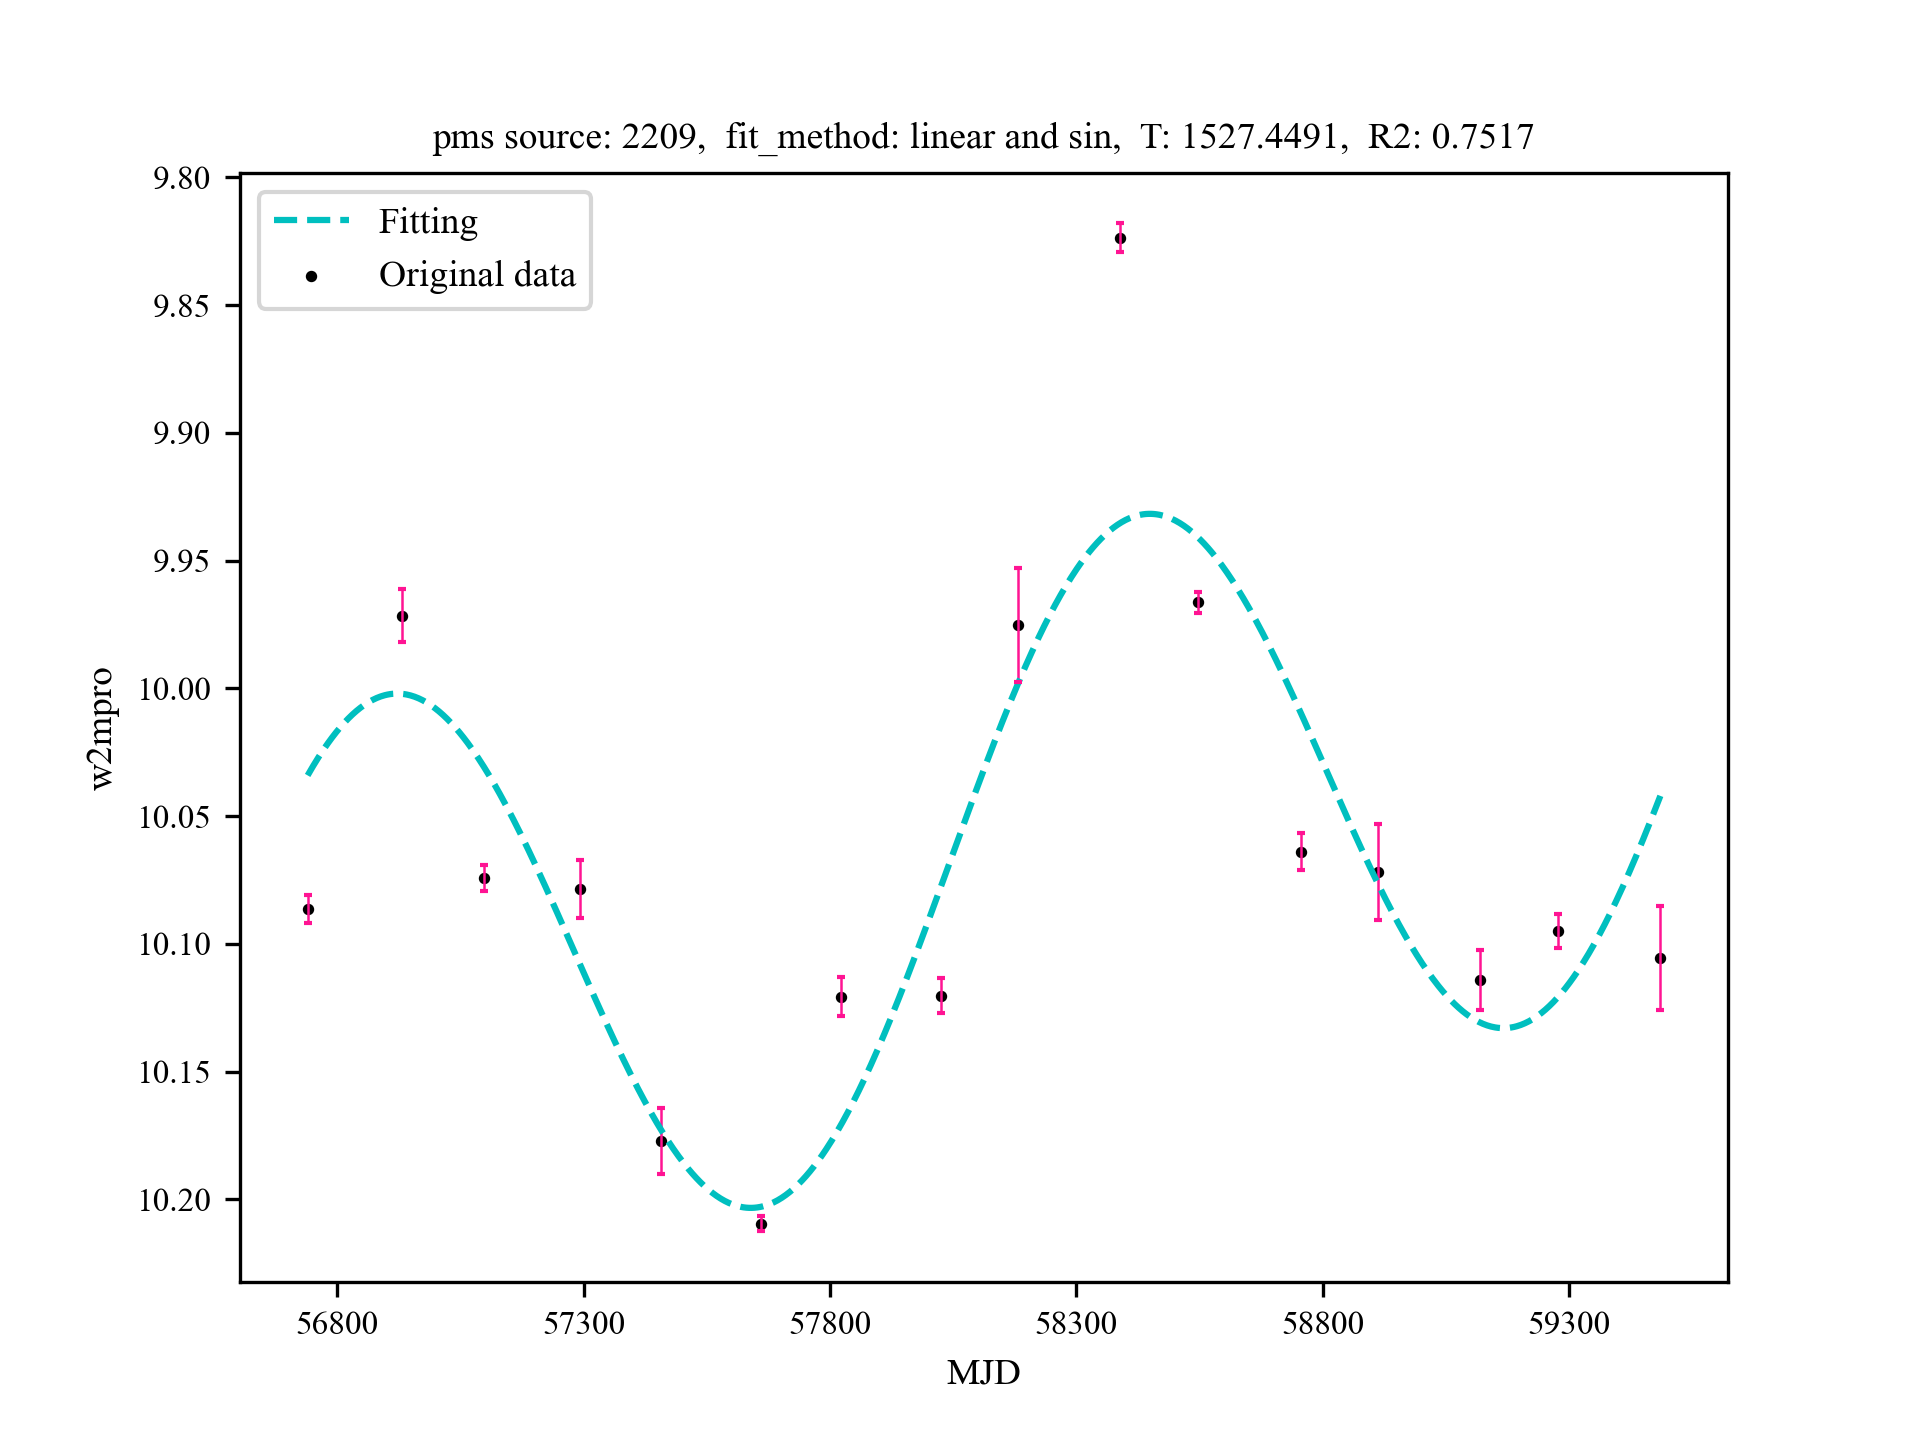 pms source: 2209,  fit_method: linear and sin,  T: 1527.4491,  R2: 0.7517
Fitting
Original data
9.80
9.85
9.90
9.95
10.00
10.05
10.10
10.15
10.20
w2mpro
56800 57300 57800 58300 58800 59300
MJD